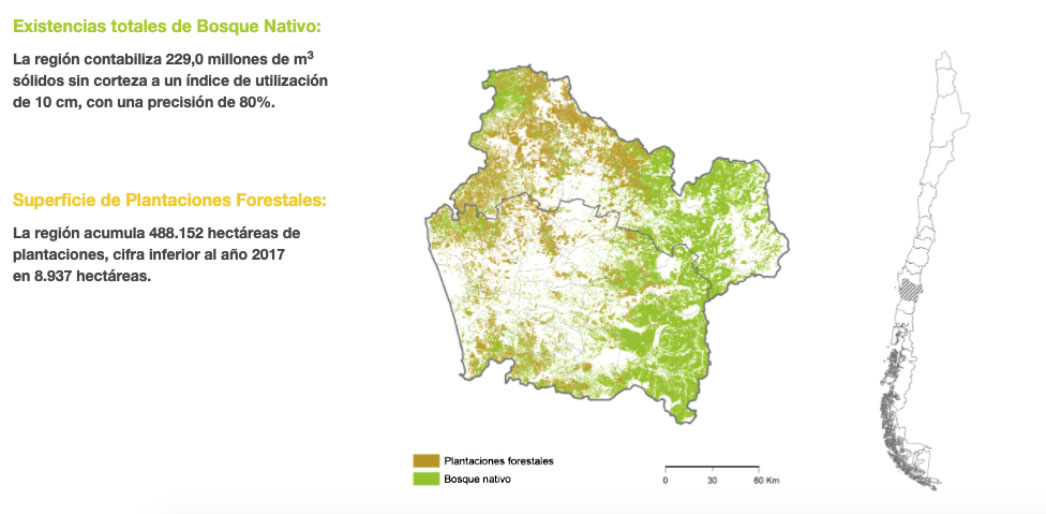 Existencias totales de Bosque Nativo:
La región contabiliza 229,0 millones de m³
sólidos sin corteza a un índice de utilización
de 10 cm, con una precisión de 80%.
Superficie de Plantaciones Forestales:
La región acumula 488.152 hectáreas de
plantaciones, cifra inferior al año 2017
en 8.937 hectáreas.
Plantaciones forestales
Bosque nativo
0 30 60 Km